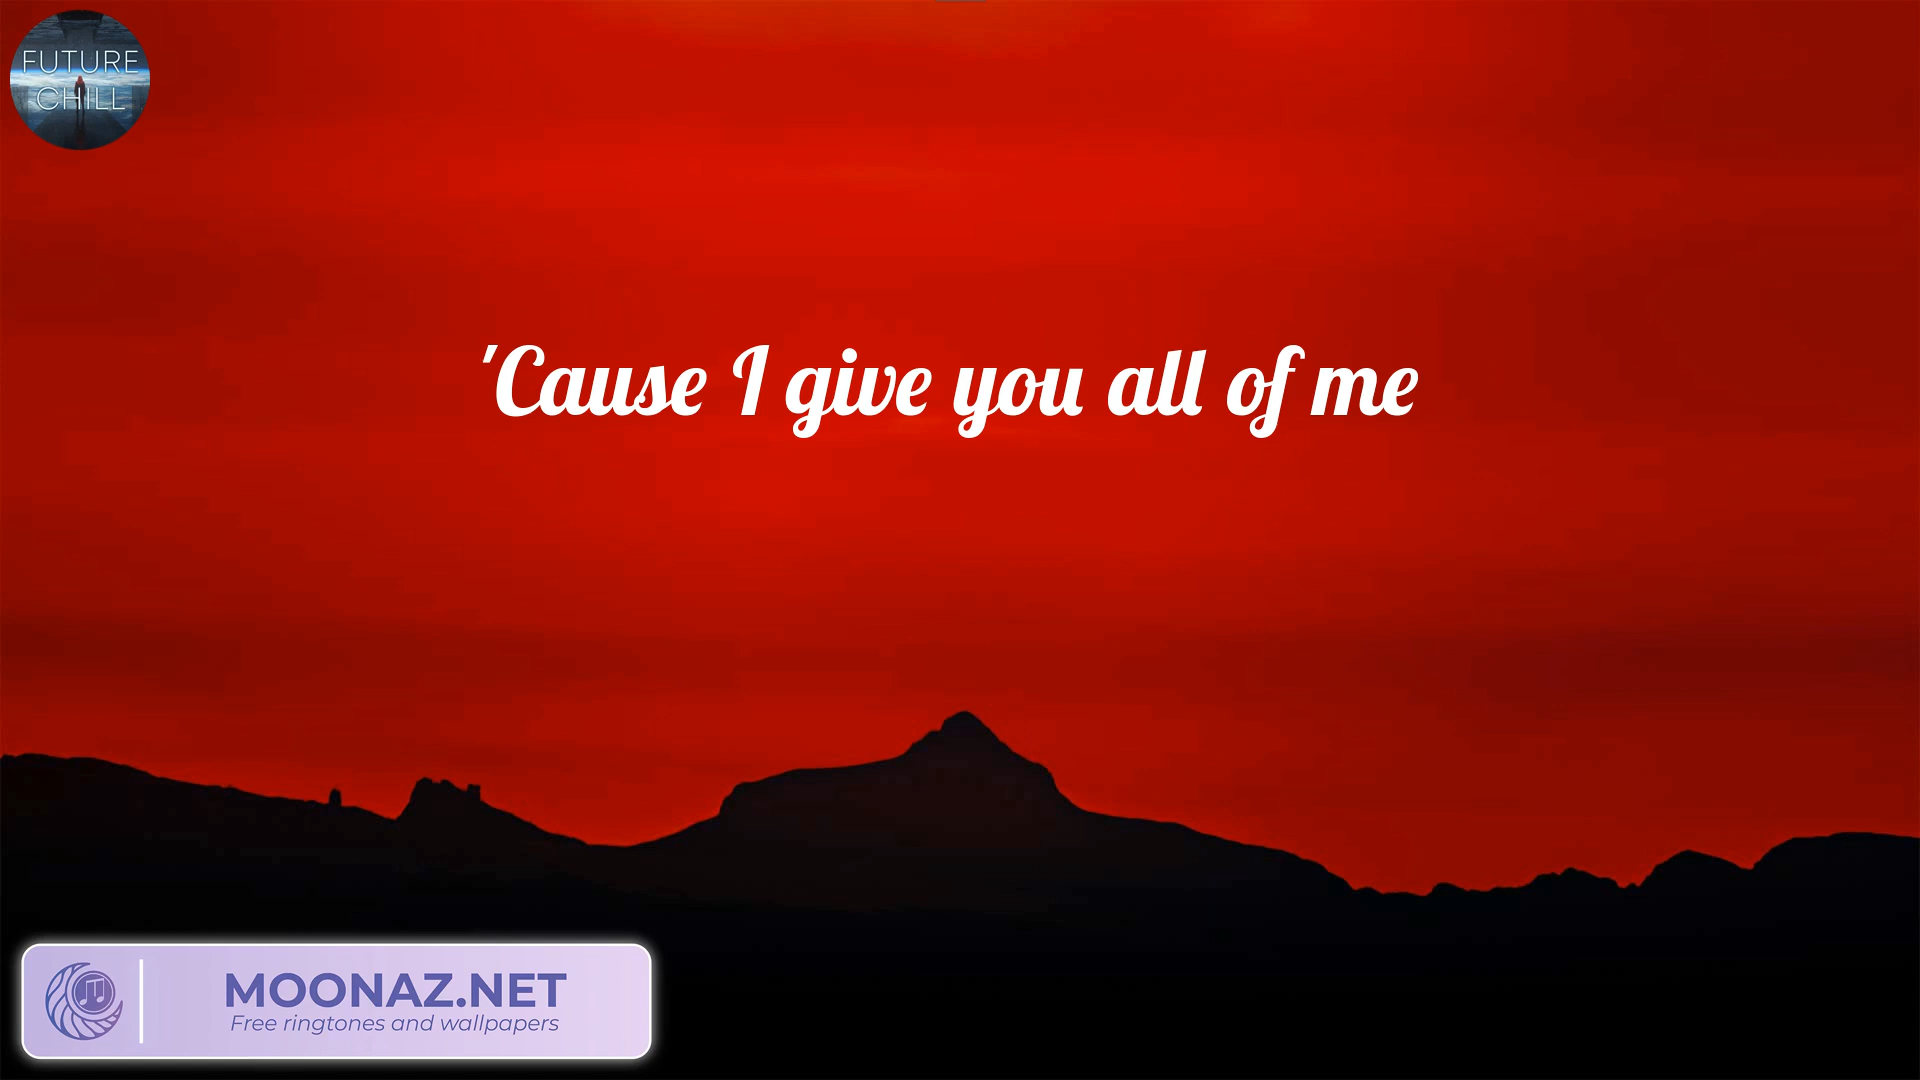 FUTURE
CHILL
'Cause I give you all of me
MOONAZ.NET
Free ringtones and wallpapers